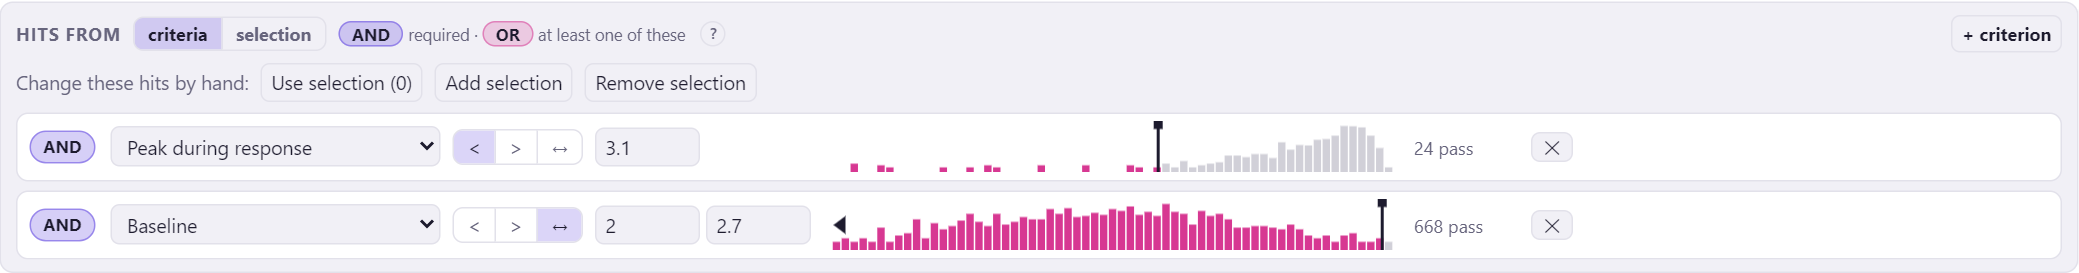 HITS FROM criteria selection AND required · OR at least one of these ? + criterion
Change these hits by hand: Use selection (0) Add selection Remove selection
AND Peak during response < > ↔ 3.1 24 pass ×
AND Baseline < > ↔ 2 2.7 668 pass ×